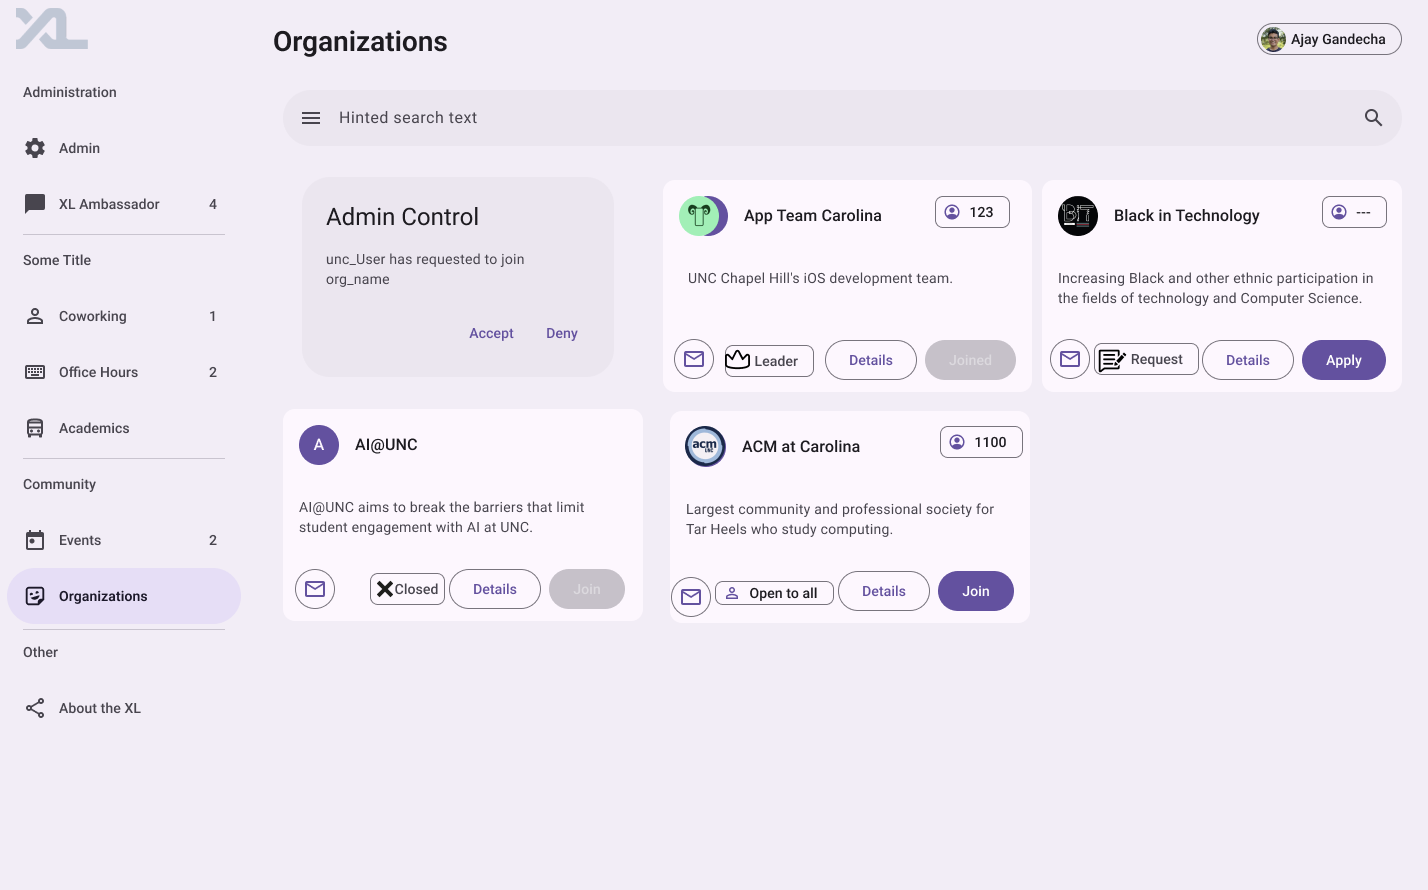 XL
Organizations
Ajay Gandecha
Administration
Hinted search text
Admin
XL Ambassador 4
Some Title
Coworking 1
Office Hours 2
Academics
Community
Events 2
Organizations
Other
About the XL
Admin Control
unc_User has requested to join
org_name
Accept Deny
App Team Carolina
123
UNC Chapel Hill's iOS development team.
Leader
Details
Joined
BIT
Black in Technology
---
Increasing Black and other ethnic participation in
the fields of technology and Computer Science.
Request
Details
Apply
A
AI@UNC
AI@UNC aims to break the barriers that limit
student engagement with AI at UNC.
Closed
Details
Join
acm
UNC
ACM at Carolina
1100
Largest community and professional society for
Tar Heels who study computing.
Open to all
Details
Join